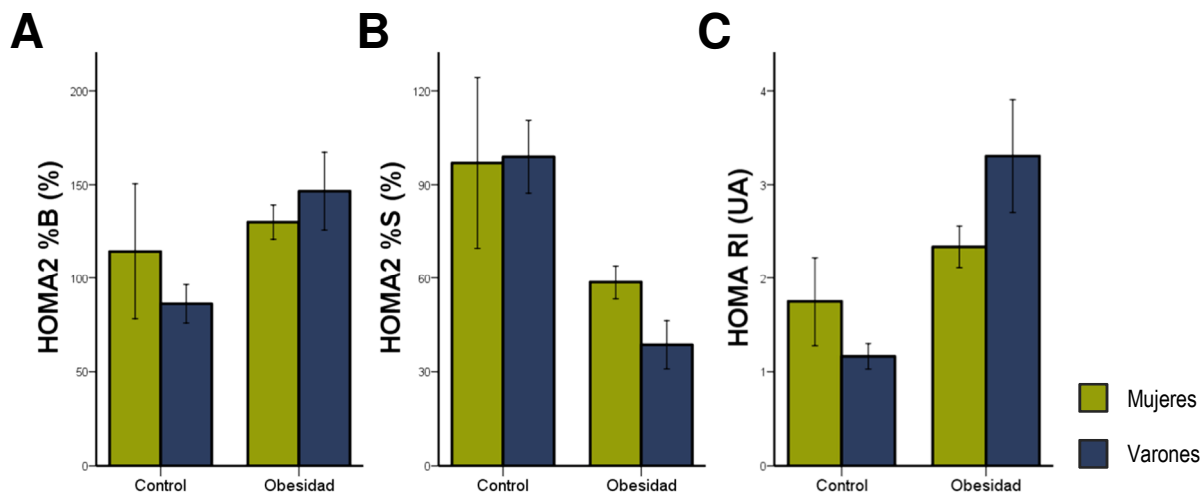 A
HOMA2 %B (%)
200
150
100
50
0
Control Obesidad
B
HOMA2 %S (%)
120
90
60
30
0
Control Obesidad
C
HOMA RI (UA)
4
3
2
1
0
Control Obesidad
Mujeres
Varones